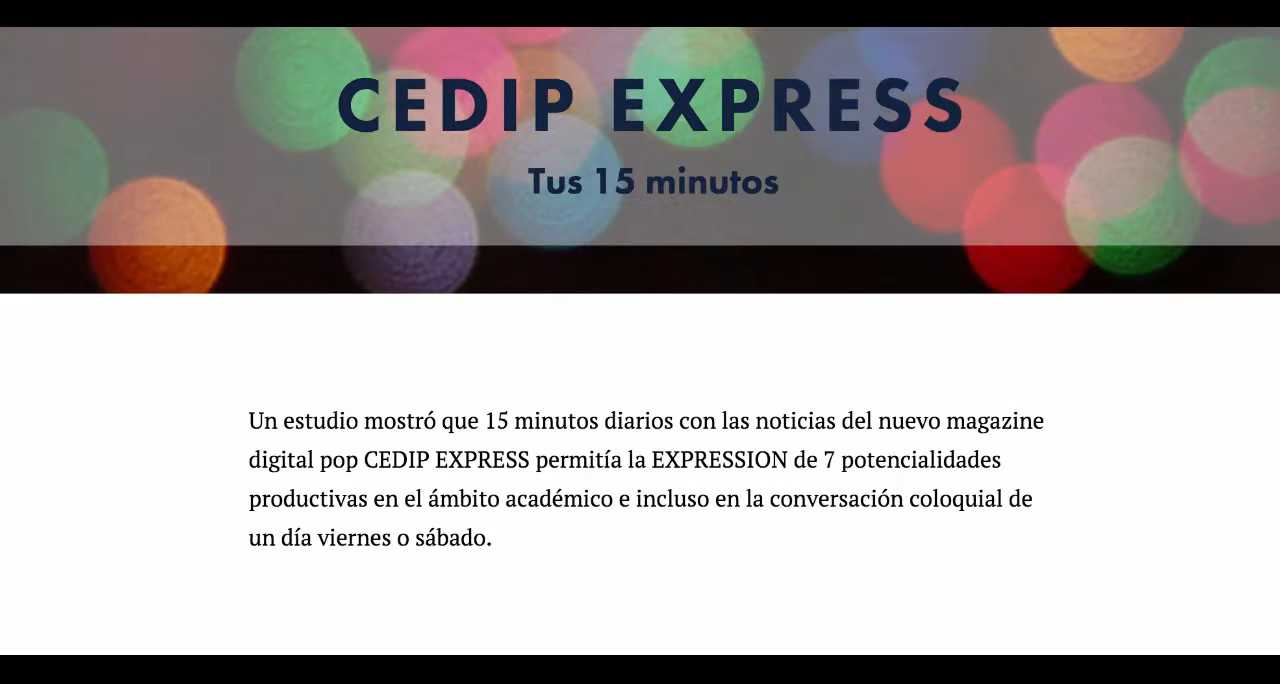 CEDIP EXPRESS
Tus 15 minutos
Un estudio mostró que 15 minutos diarios con las noticias del nuevo magazine
digital pop CEDIP EXPRESS permitía la EXPRESSION de 7 potencialidades
productivas en el ámbito académico e incluso en la conversación coloquial de
un día viernes o sábado.